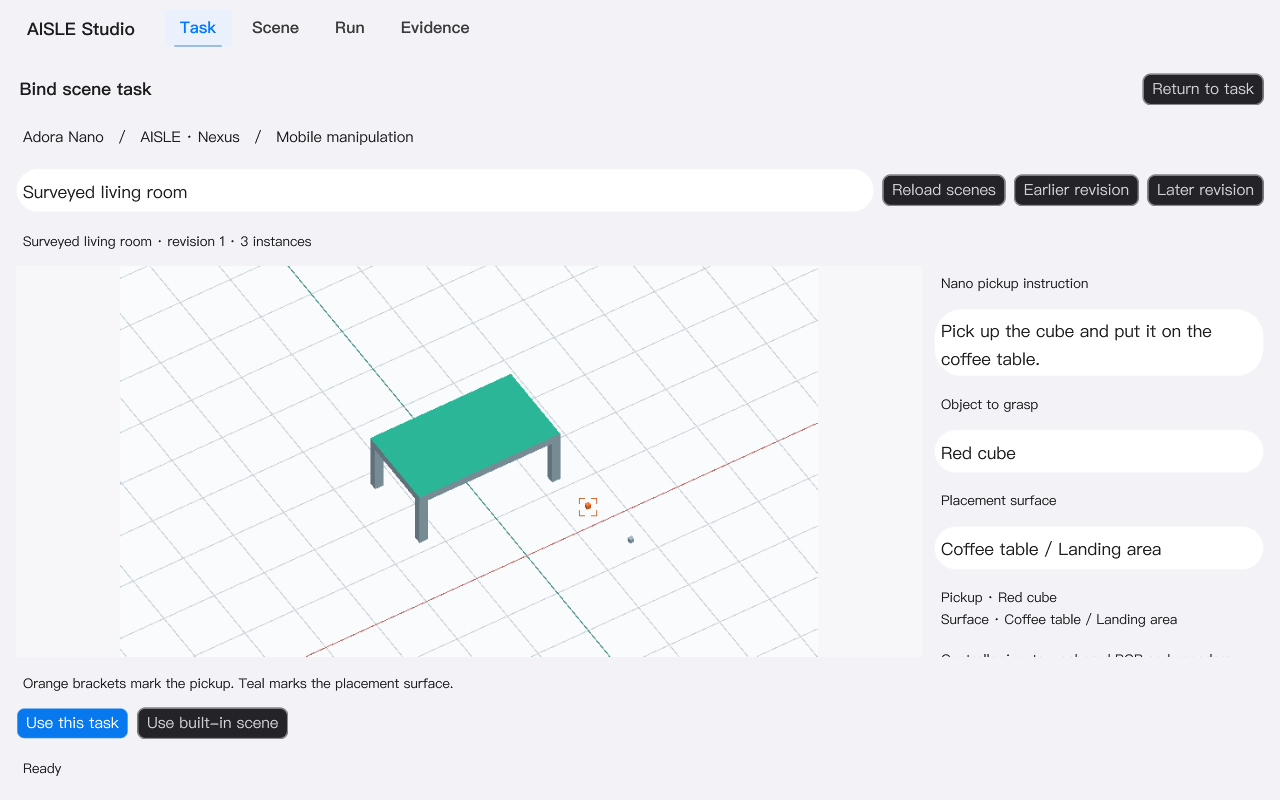 AISLE Studio Task Scene Run Evidence
Bind scene task Return to task
Adora Nano / AISLE · Nexus / Mobile manipulation
Surveyed living room Reload scenes Earlier revision Later revision
Surveyed living room · revision 1 · 3 instances
Nano pickup instruction
Pick up the cube and put it on the
coffee table.
Object to grasp
Red cube
Placement surface
Coffee table / Landing area
Pickup · Red cube
Surface · Coffee table / Landing area
Orange brackets mark the pickup. Teal marks the placement surface.
Use this task Use built-in scene
Ready